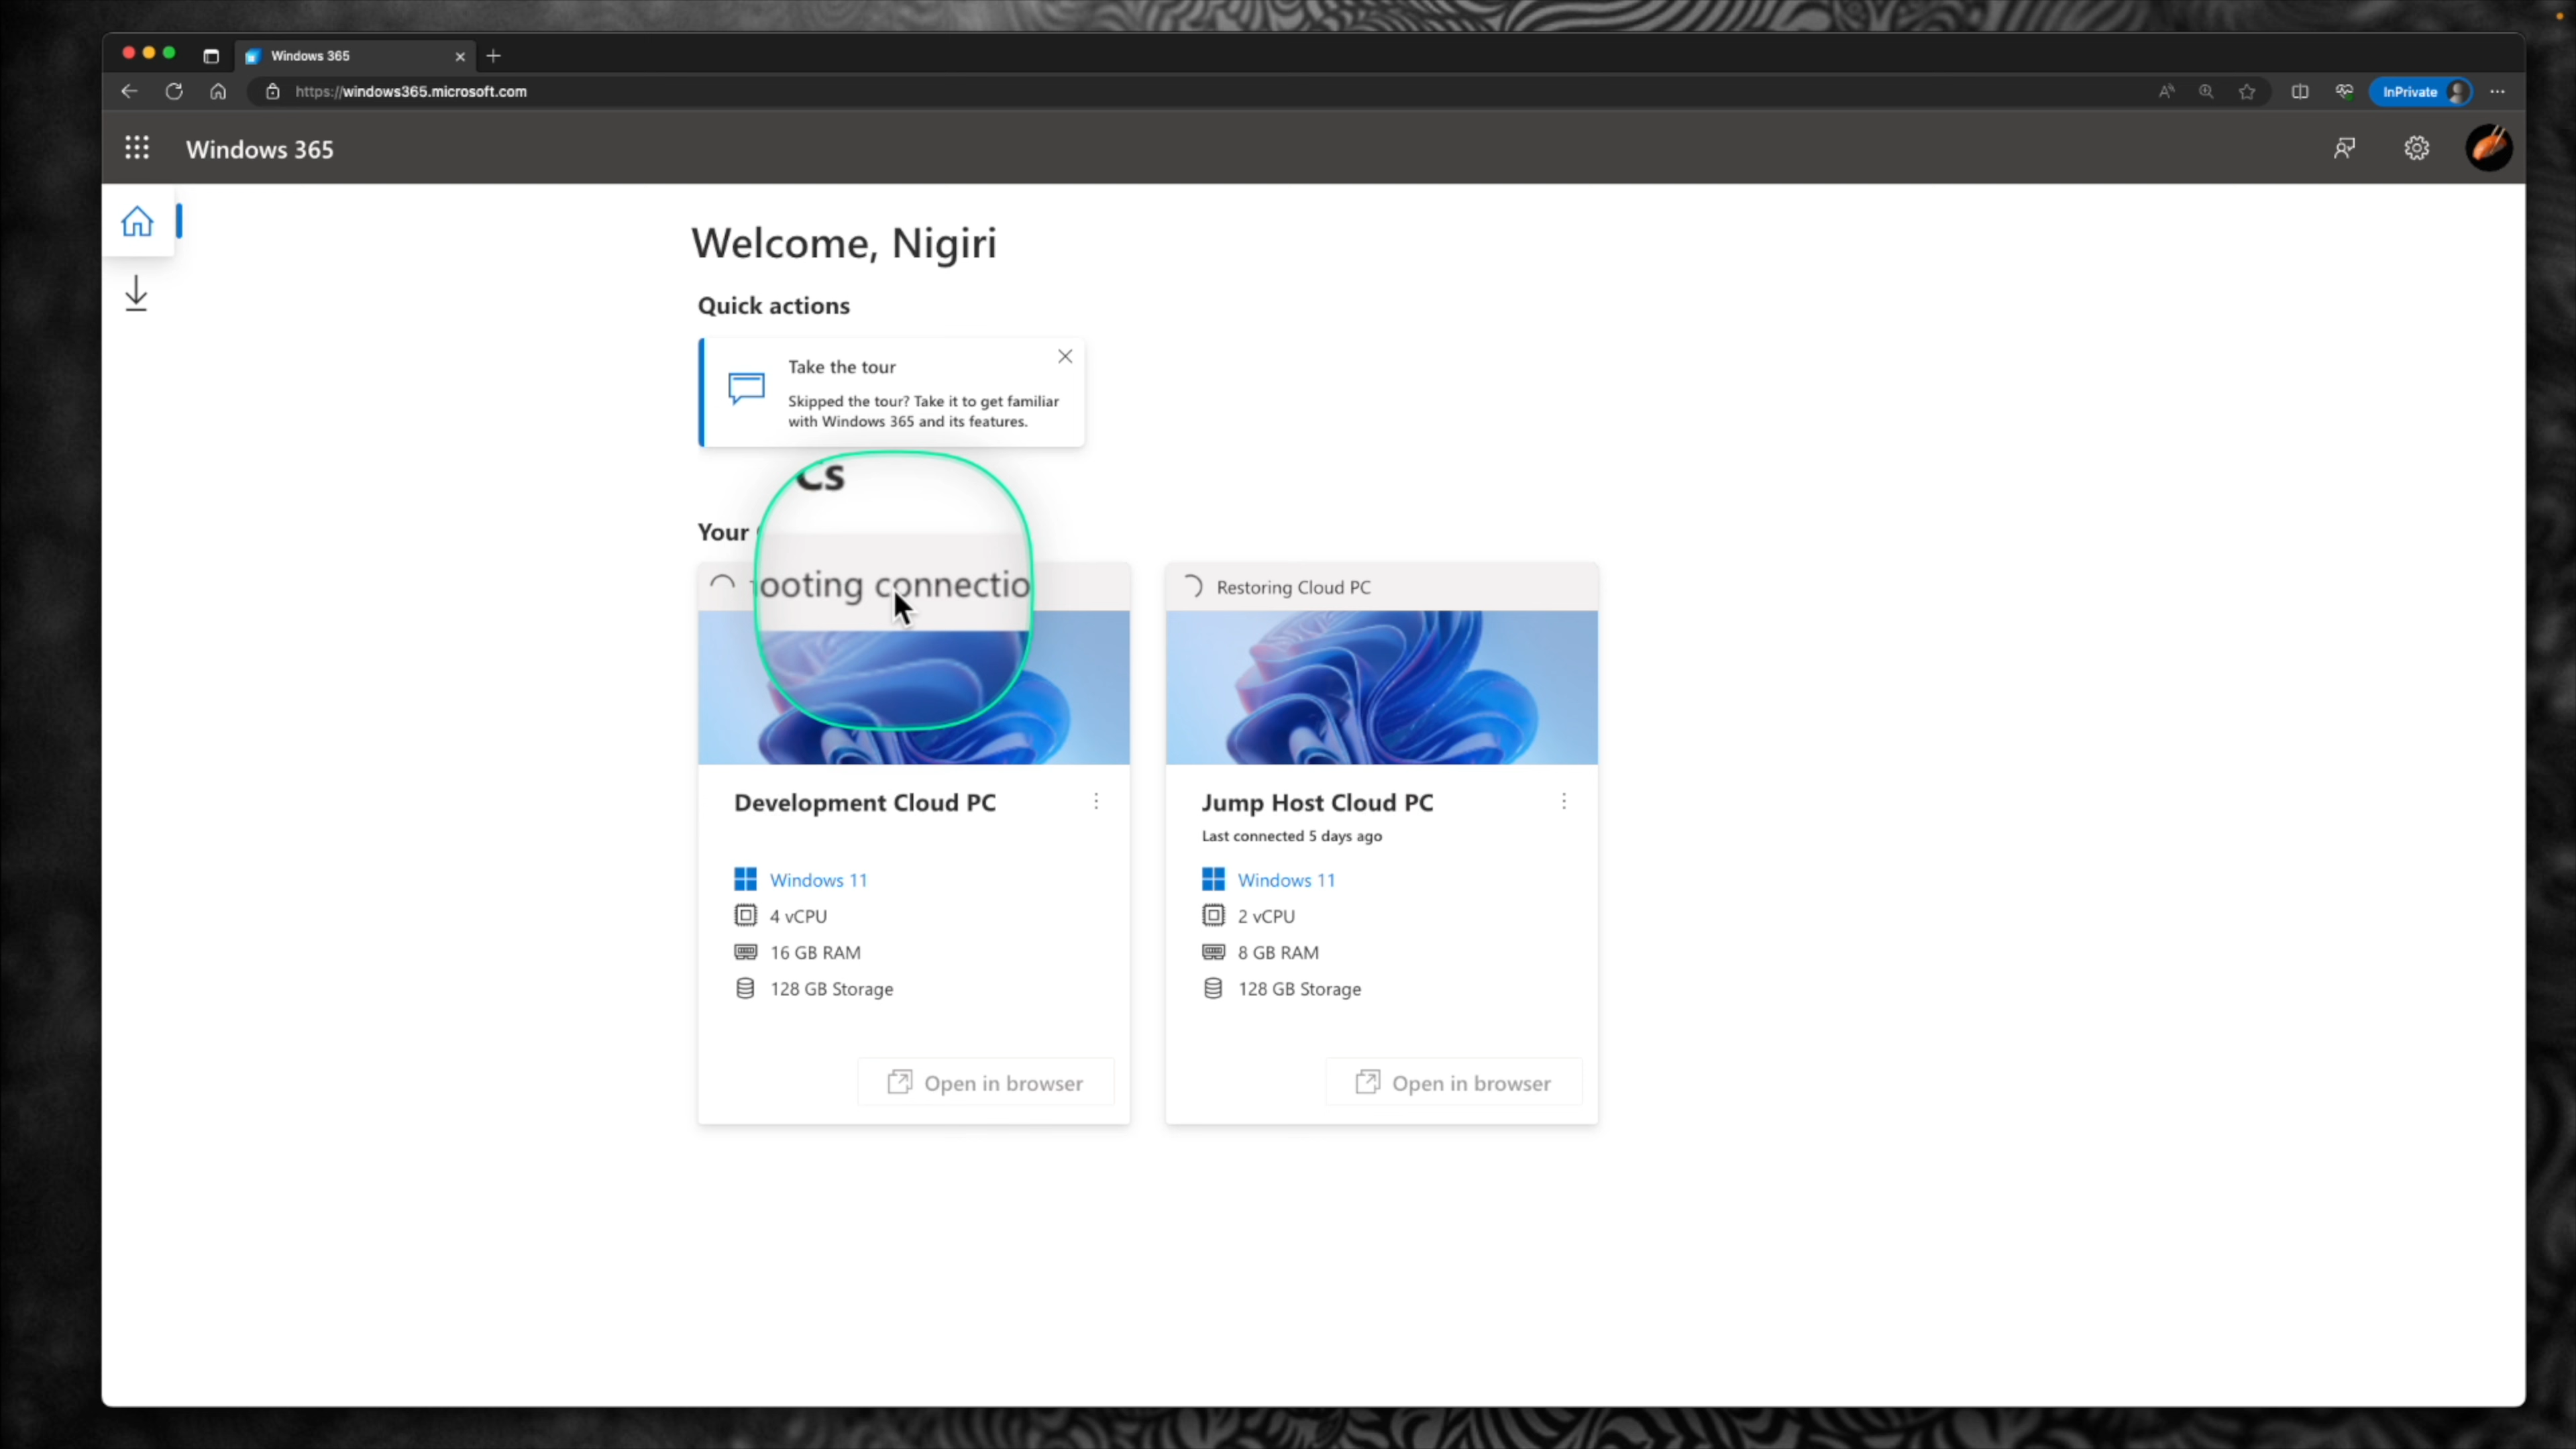 Windows 365
https://windows365.microsoft.com
InPrivate
Windows 365
Welcome, Nigiri
Quick actions
Take the tour
Skipped the tour? Take it to get familiar
with Windows 365 and its features.
Cs
Your
ooting connectio
Restoring Cloud PC
Development Cloud PC
Windows 11
4 vCPU
16 GB RAM
128 GB Storage
Open in browser
Jump Host Cloud PC
Last connected 5 days ago
Windows 11
2 vCPU
8 GB RAM
128 GB Storage
Open in browser